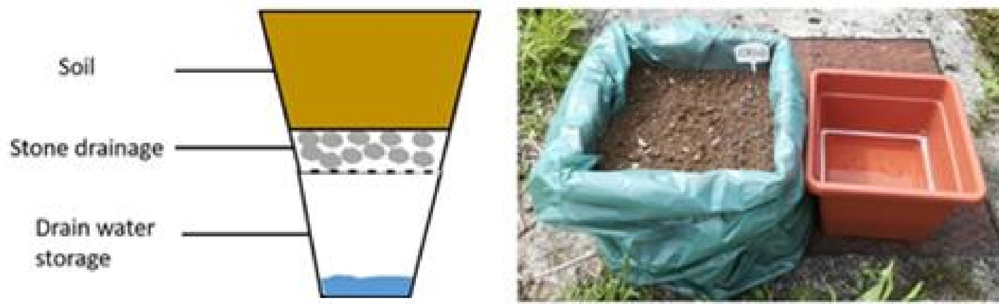 Soil
Stone drainage
Drain water
storage